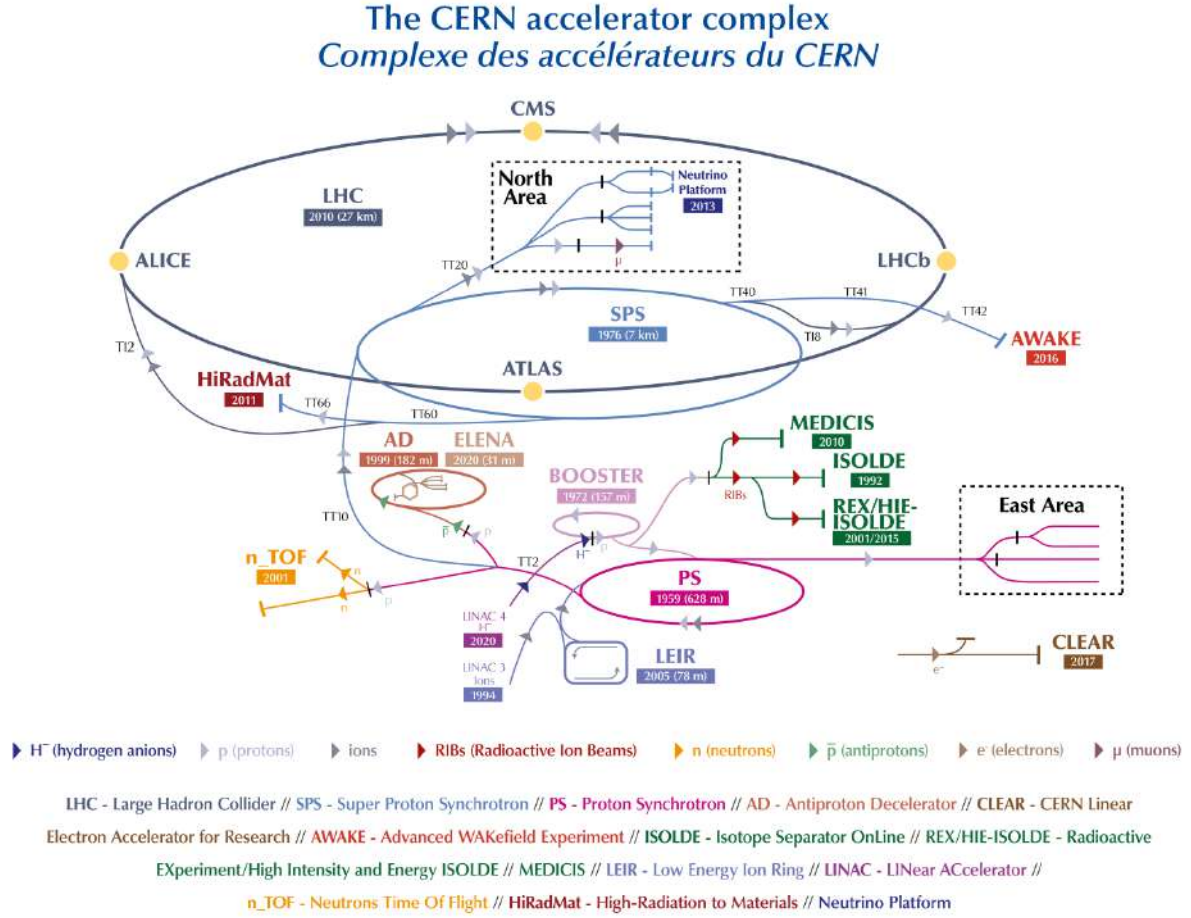 The CERN accelerator complex
Complexe des accélérateurs du CERN
CMS
North
Area
Neutrino
Platform
2013
LHC
2010 (27 km)
μ
ALICE
LHCb
TT20
TT40
TT41
SPS
1976 (7 km)
TT42
TI8
TI2
AWAKE
2016
ATLAS
HiRadMat
2011
TT66
TT60
MEDICIS
2010
AD
1999 (182 m)
ELENA
2020 (31 m)
BOOSTER
1972 (157 m)
ISOLDE
1992
RIBs
REX/HIE-
ISOLDE
2001/2015
East Area
TT10
p̅
p
H⁻
p
n_TOF
2001
n
n
p
TT2
PS
1959 (628 m)
LINAC 4
H⁻
2020
LINAC 3
Ions
1994
LEIR
2005 (78 m)
CLEAR
2017
e⁻
H⁻ (hydrogen anions)
p (protons)
ions
RIBs (Radioactive Ion Beams)
n (neutrons)
p̅ (antiprotons)
e⁻ (electrons)
μ (muons)
LHC - Large Hadron Collider // SPS - Super Proton Synchrotron // PS - Proton Synchrotron // AD - Antiproton Decelerator // CLEAR - CERN Linear
Electron Accelerator for Research // AWAKE - Advanced WAKefield Experiment // ISOLDE - Isotope Separator OnLine // REX/HIE-ISOLDE - Radioactive
EXperiment/High Intensity and Energy ISOLDE // MEDICIS // LEIR - Low Energy Ion Ring // LINAC - LINear ACcelerator //
n_TOF - Neutrons Time Of Flight // HiRadMat - High-Radiation to Materials // Neutrino Platform